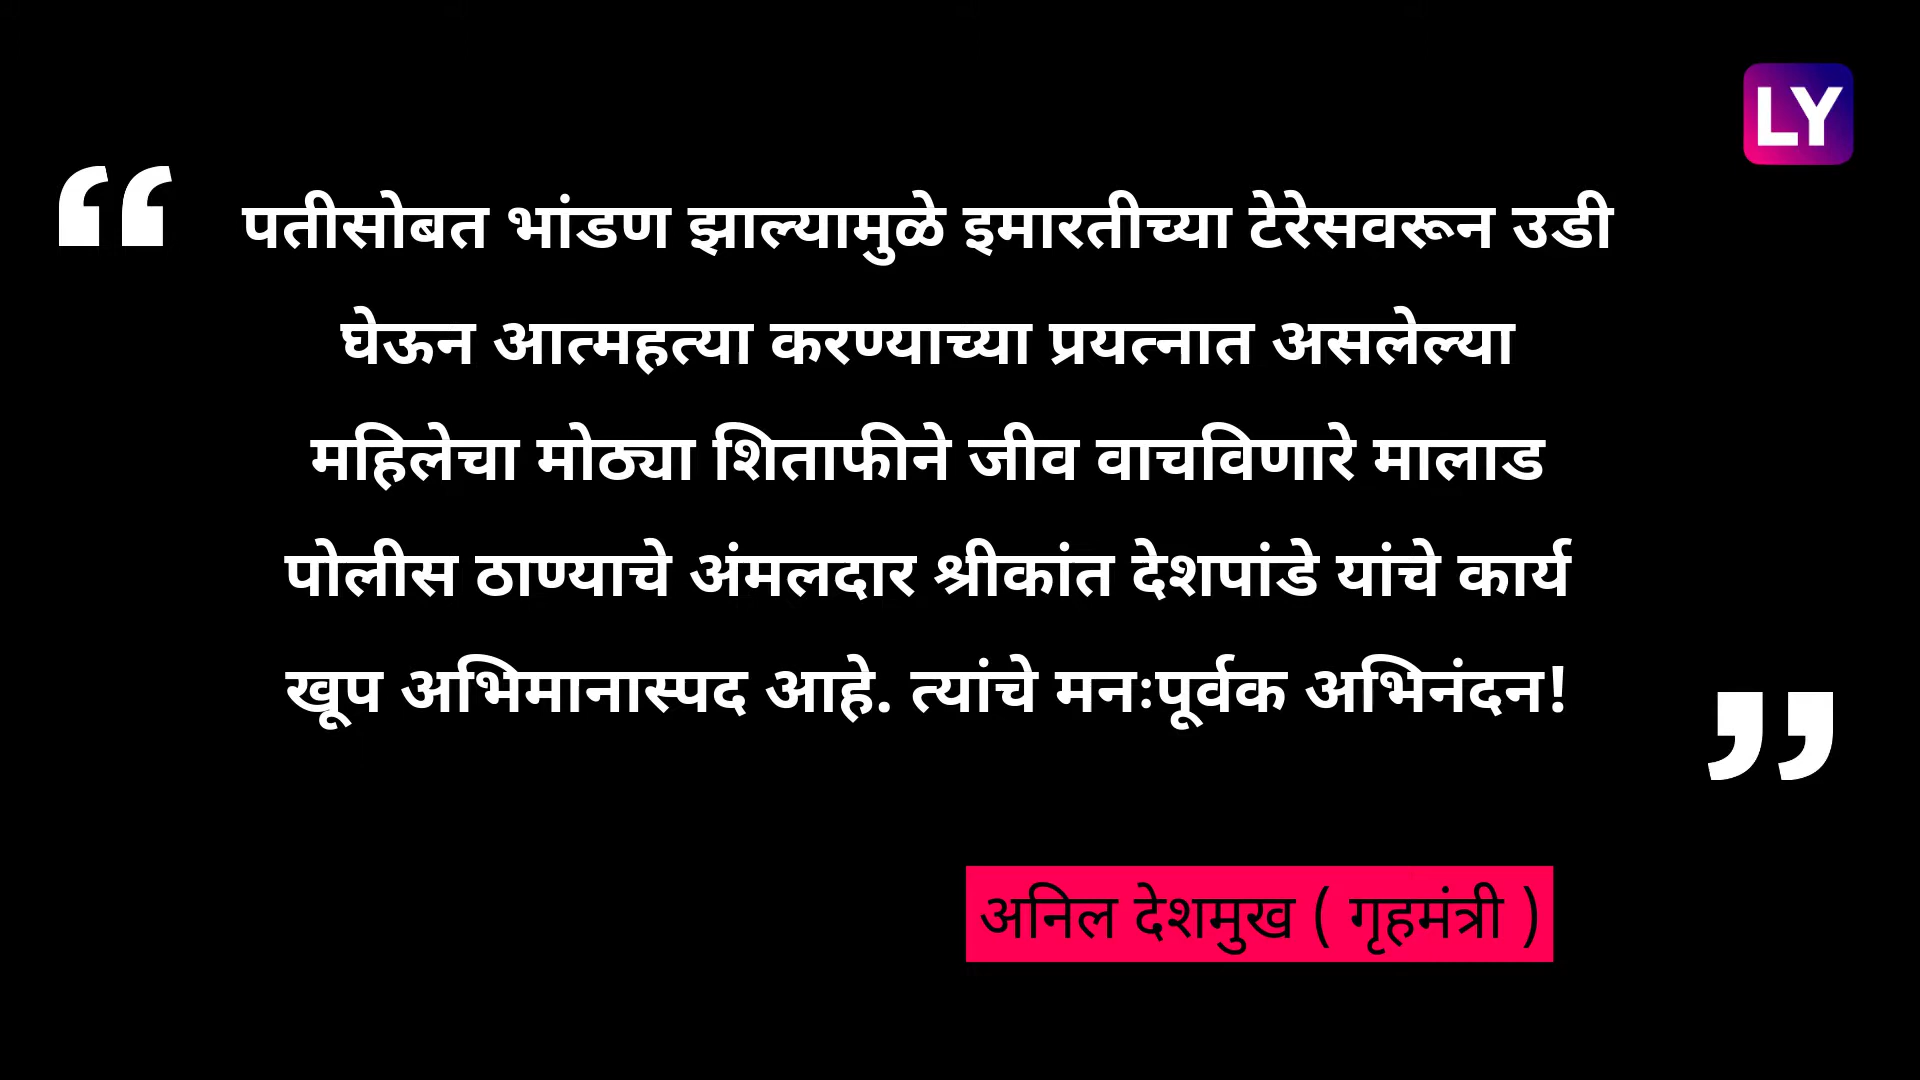 LY
“ पतीसोबत भांडण झाल्यामुळे इमारतीच्या टेरेसवरून उडी
घेऊन आत्महत्या करण्याच्या प्रयत्नात असलेल्या
महिलेचा मोठ्या शिताफीने जीव वाचविणारे मालाड
पोलीस ठाण्याचे अंमलदार श्रीकांत देशपांडे यांचे कार्य
खूप अभिमानास्पद आहे. त्यांचे मनःपूर्वक अभिनंदन! ”
अनिल देशमुख ( गृहमंत्री )